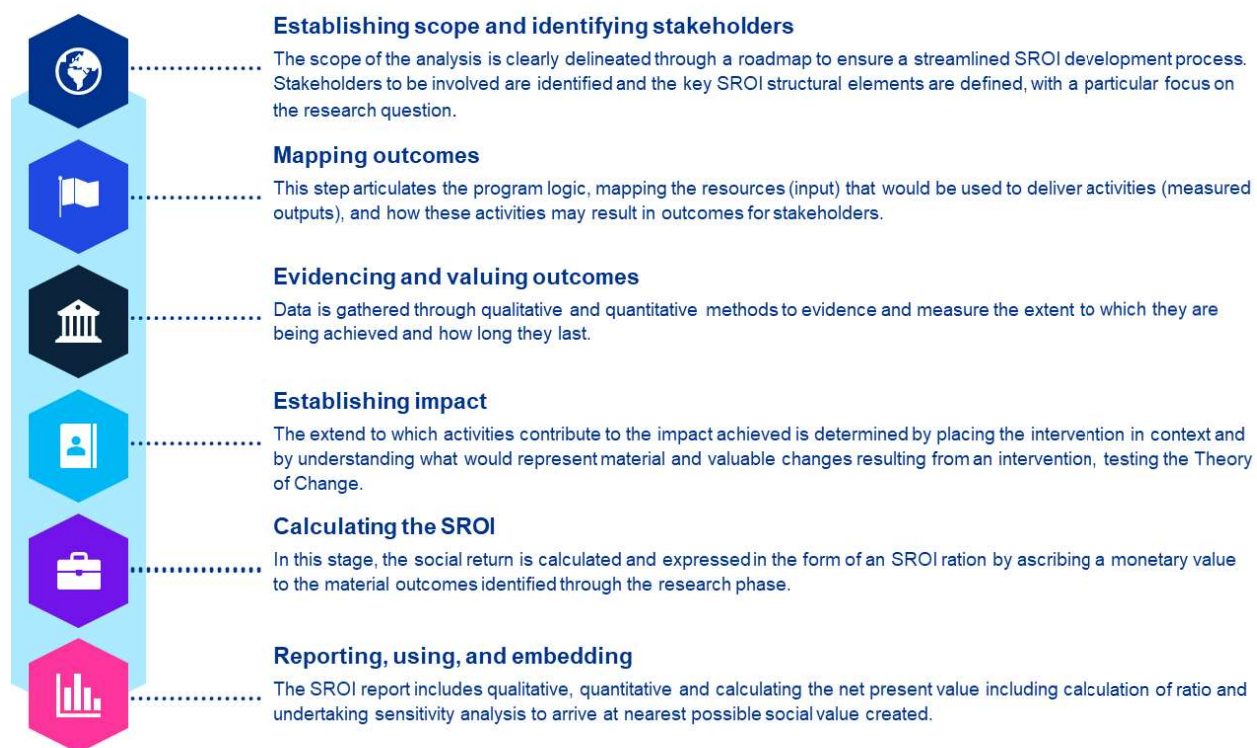 Establishing scope and identifying stakeholders
The scope of the analysis is clearly delineated through a roadmap to ensure a streamlined SROI development process.
Stakeholders to be involved are identified and the key SROI structural elements are defined, with a particular focus on
the research question.
Mapping outcomes
This step articulates the program logic, mapping the resources (input) that would be used to deliver activities (measured
outputs), and how these activities may result in outcomes for stakeholders.
Evidencing and valuing outcomes
Data is gathered through qualitative and quantitative methods to evidence and measure the extent to which they are
being achieved and how long they last.
Establishing impact
The extend to which activities contribute to the impact achieved is determined by placing the intervention in context and
by understanding what would represent material and valuable changes resulting from an intervention, testing the Theory
of Change.
Calculating the SROI
In this stage, the social return is calculated and expressed in the form of an SROI ration by ascribing a monetary value
to the material outcomes identified through the research phase.
Reporting, using, and embedding
The SROI report includes qualitative, quantitative and calculating the net present value including calculation of ratio and
undertaking sensitivity analysis to arrive at nearest possible social value created.